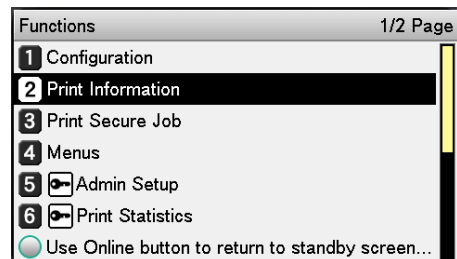 Functions 1/2 Page
1 Configuration
2 Print Information
3 Print Secure Job
4 Menus
5 Admin Setup
6 Print Statistics
Use Online button to return to standby screen...